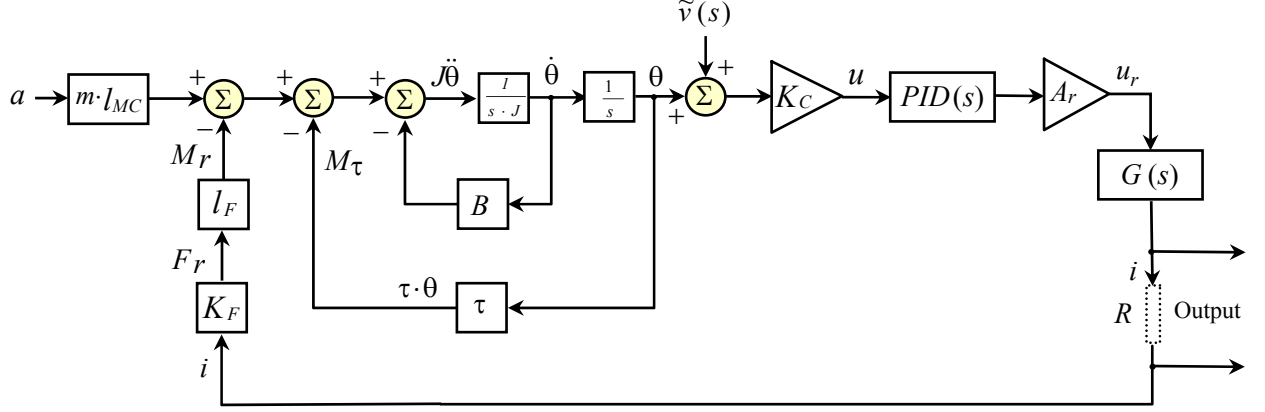 ṽ(s)
a
m·l_MC
+
Σ
−
+
Σ
−
+
Σ
−
Jθ̈
I
s · J
θ̇
1
s
θ
+
+
Σ
K_C
u
PID(s)
A_r
u_r
M_r
M_τ
B
G(s)
l_F
F_r
τ·θ
τ
K_F
i
R
Output
i